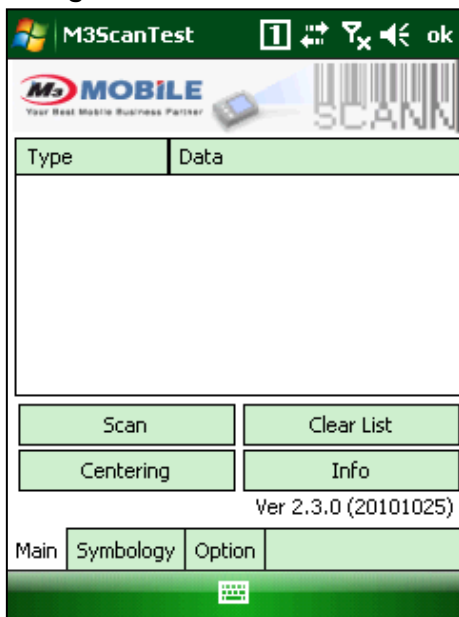 M3ScanTest 1 ok
M3 MOBiLE
Your Best Mobile Business Partner
SCANN
Type Data
Scan Clear List
Centering Info
Ver 2.3.0 (20101025)
Main Symbology Option